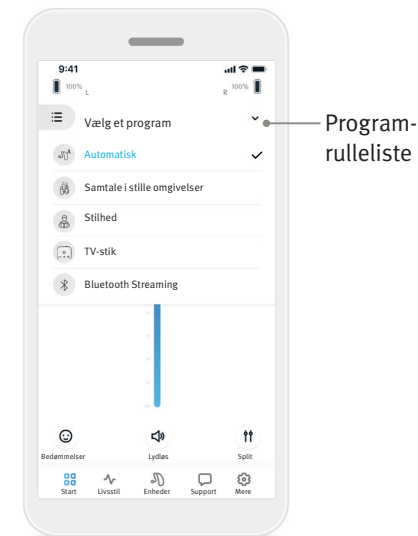 9:41
100% L
R 100%
Vælg et program
Automatisk
Samtale i stille omgivelser
Stilhed
TV-stik
Bluetooth Streaming
Bedømmelser
Lydløs
Split
Start
Livsstil
Enheder
Support
Mere
Program-
rulleliste